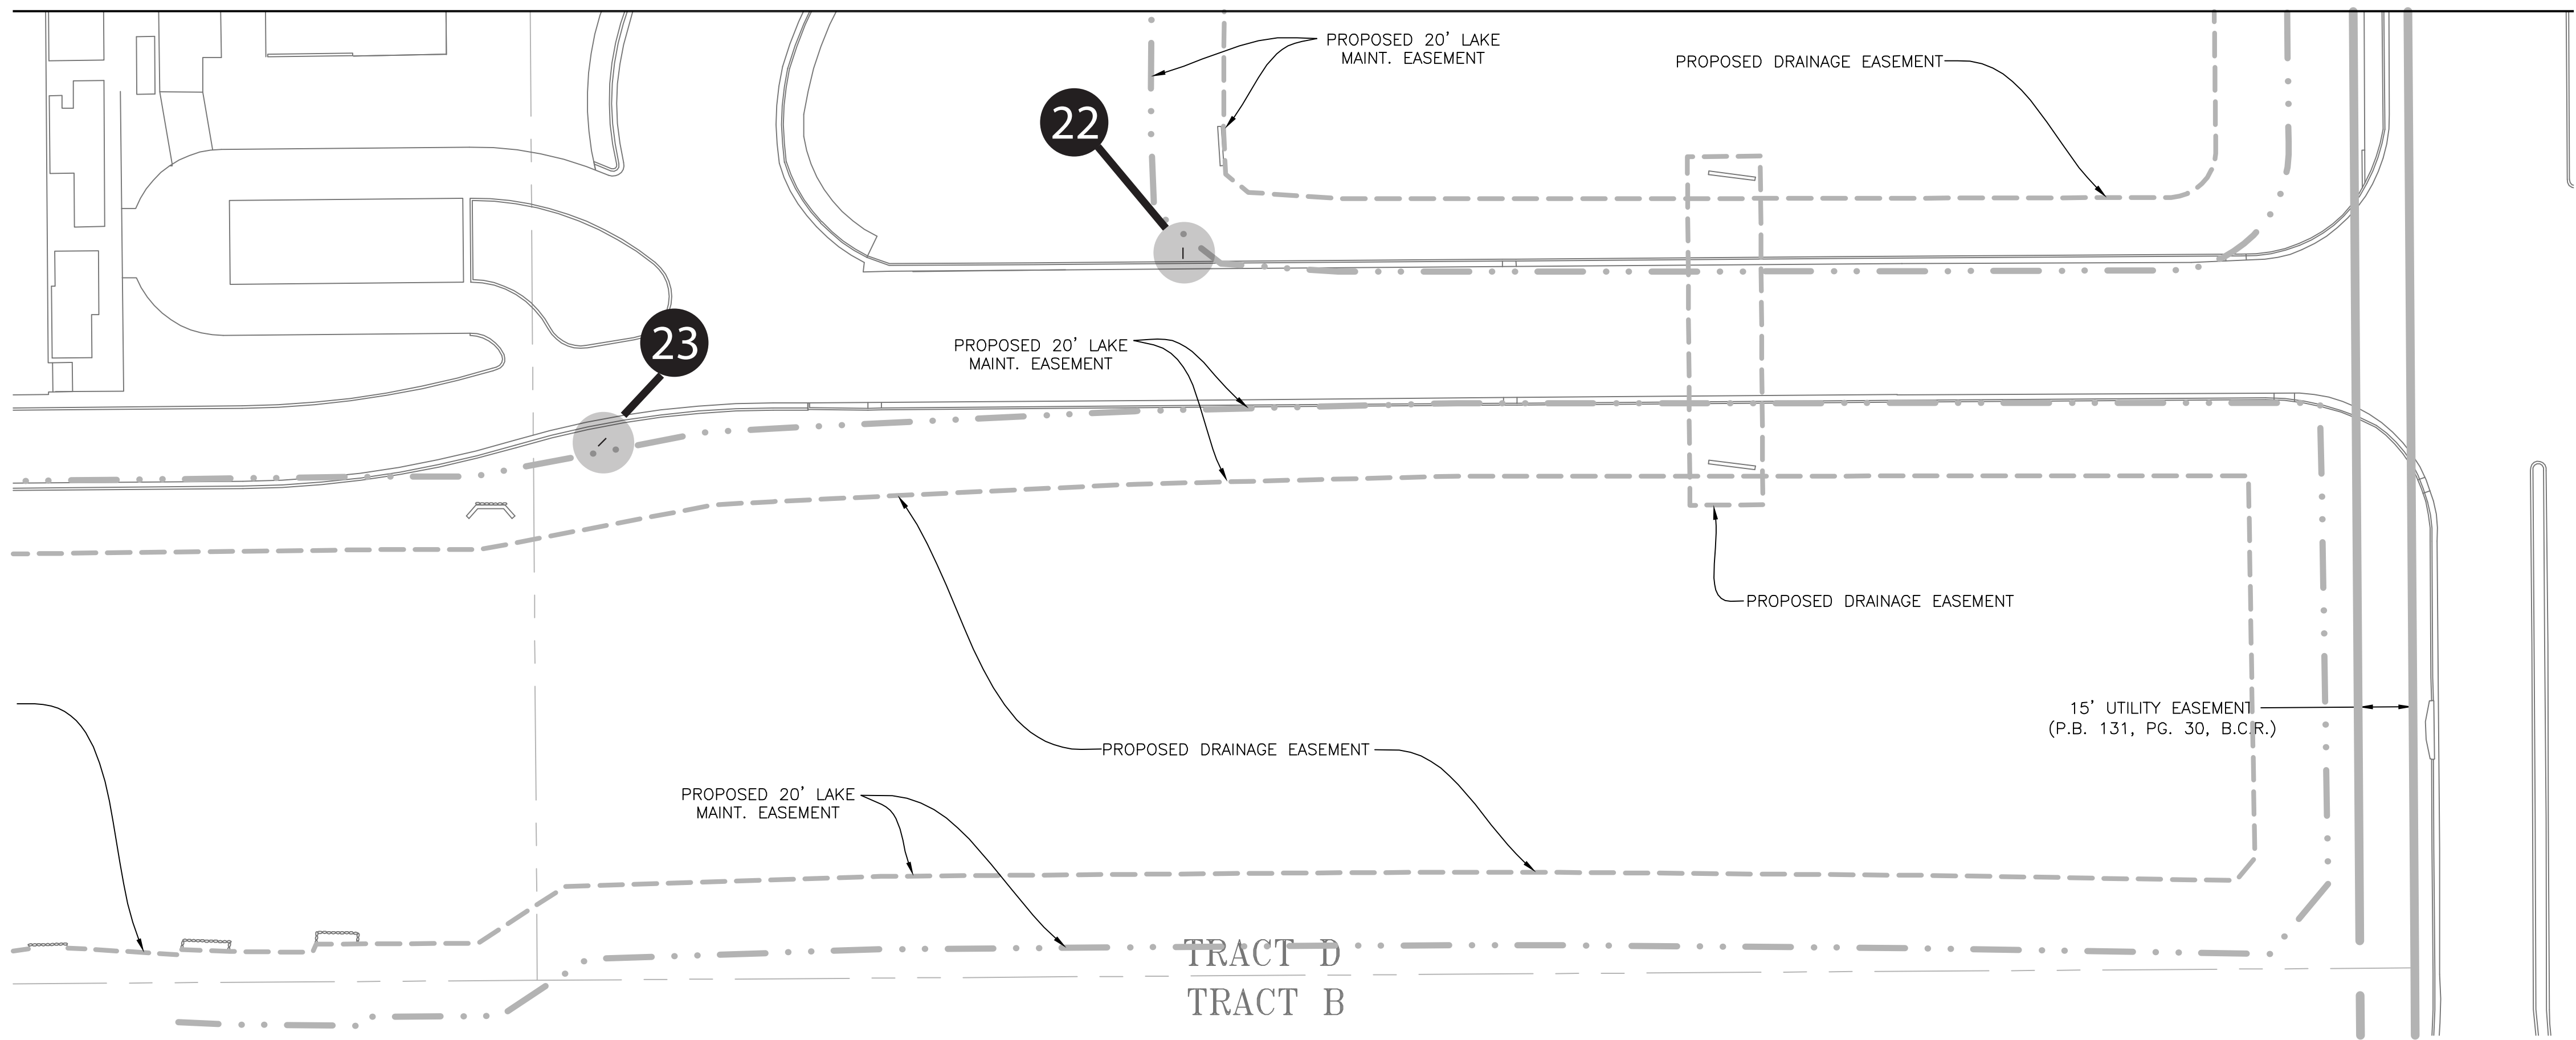 PROPOSED 20' LAKE
MAINT. EASEMENT
PROPOSED DRAINAGE EASEMENT
22
23
PROPOSED 20' LAKE
MAINT. EASEMENT
PROPOSED DRAINAGE EASEMENT
15' UTILITY EASEMENT
(P.B. 131, PG. 30, B.C.R.)
PROPOSED DRAINAGE EASEMENT
PROPOSED 20' LAKE
MAINT. EASEMENT
TRACT D
TRACT B